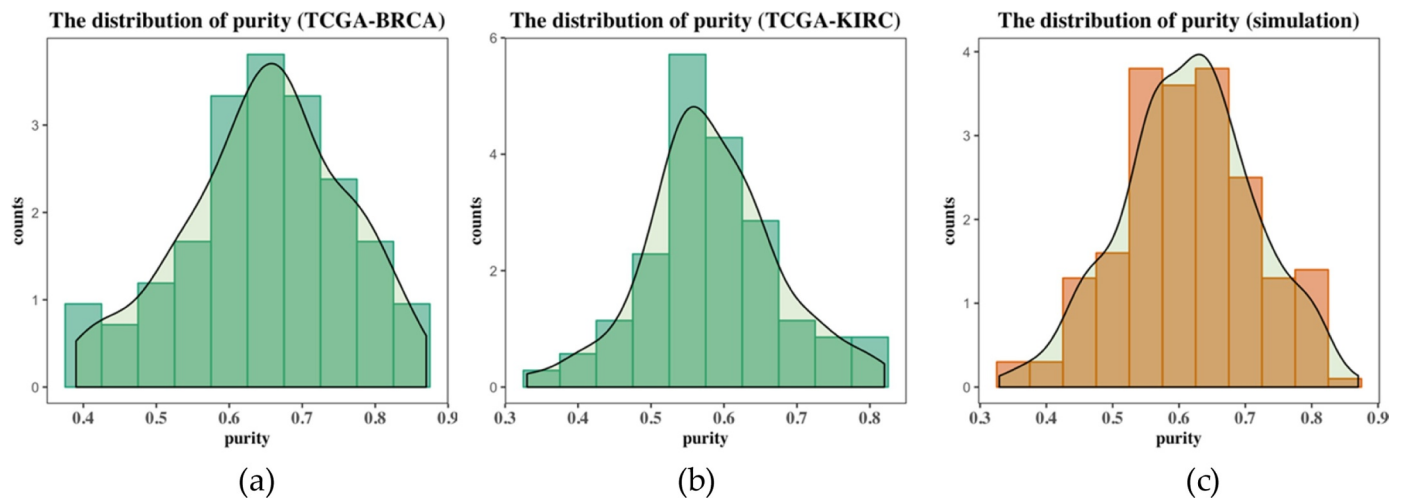 The distribution of purity (TCGA-BRCA)
counts
3
2
1
0
0.4 0.5 0.6 0.7 0.8 0.9
purity
(a)
The distribution of purity (TCGA-KIRC)
counts
6
4
2
0
0.3 0.4 0.5 0.6 0.7 0.8
purity
(b)
The distribution of purity (simulation)
counts
4
3
2
1
0
0.3 0.4 0.5 0.6 0.7 0.8 0.9
purity
(c)